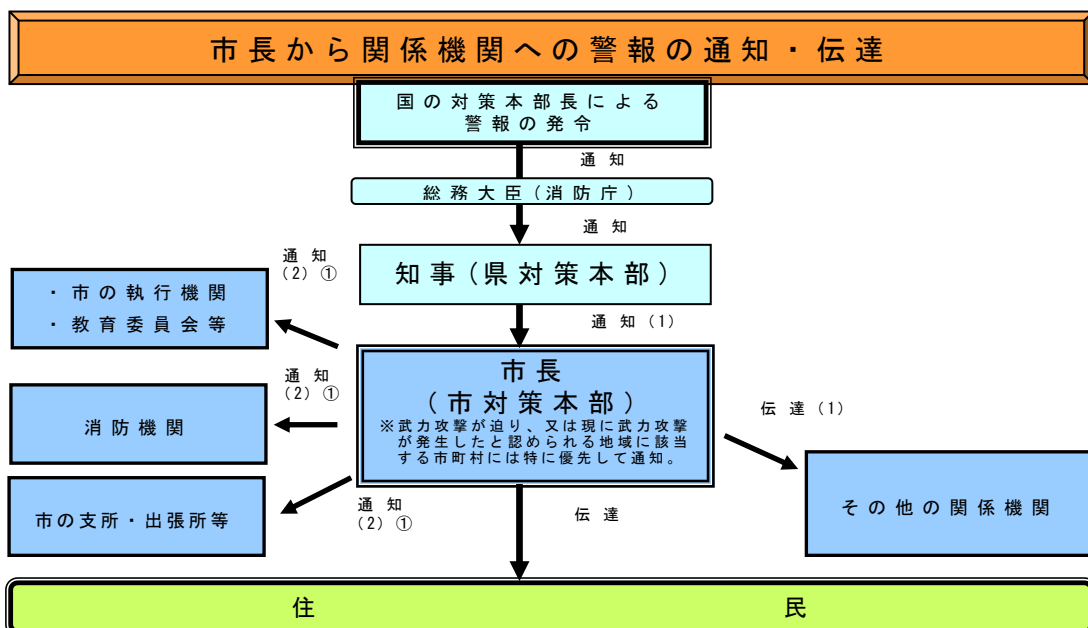 市長から関係機関への警報の通知・伝達
国の対策本部長による
警報の発令
通知
総務大臣(消防庁)
通知
知事(県対策本部)
通知(1)
通知
(2)①
・市の執行機関
・教育委員会等
市長
(市対策本部)
※武力攻撃が迫り、又は現に武力攻撃
が発生したと認められる地域に該当
する市町村には特に優先して通知。
通知
(2)①
消防機関
伝達(1)
その他の関係機関
市の支所・出張所等
通知
(2)①
伝達
住民